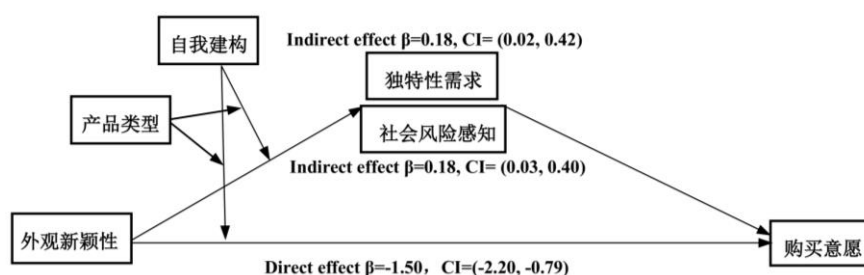 自我建构
Indirect effect β=0.18, CI= (0.02, 0.42)
独特性需求
产品类型
社会风险感知
Indirect effect β=0.18, CI= (0.03, 0.40)
外观新颖性
购买意愿
Direct effect β=-1.50，CI=(-2.20, -0.79)